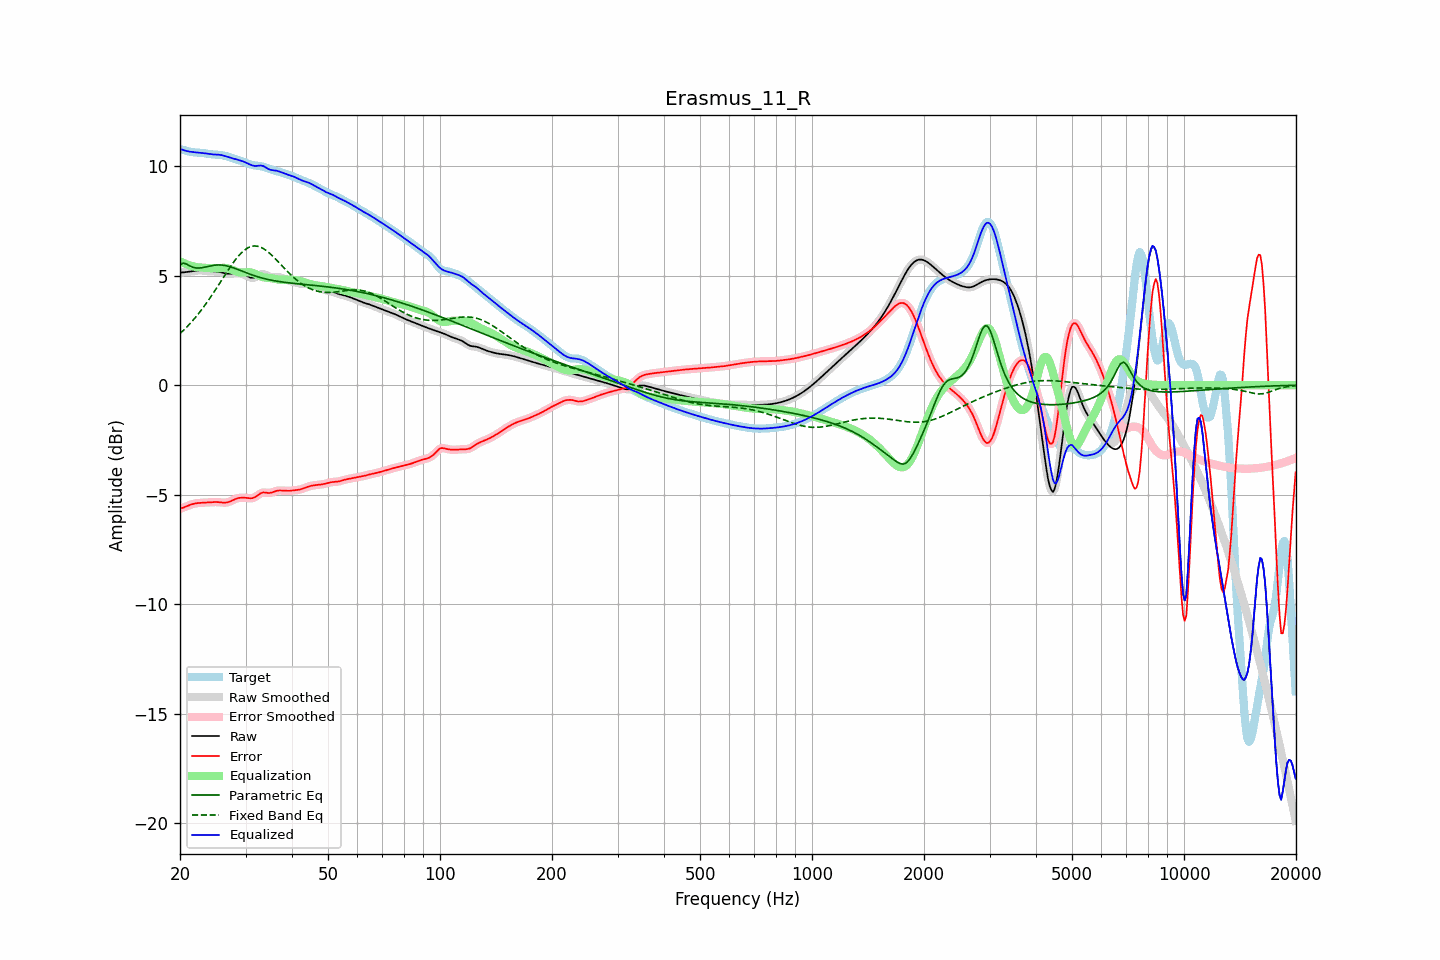 Erasmus_11_R
Amplitude (dBr)
10
5
0
−5
−10
−15
−20
Target
Raw Smoothed
Error Smoothed
Raw
Error
Equalization
Parametric Eq
Fixed Band Eq
Equalized
20 50 100 200 500 1000 2000 5000 10000 20000
Frequency (Hz)